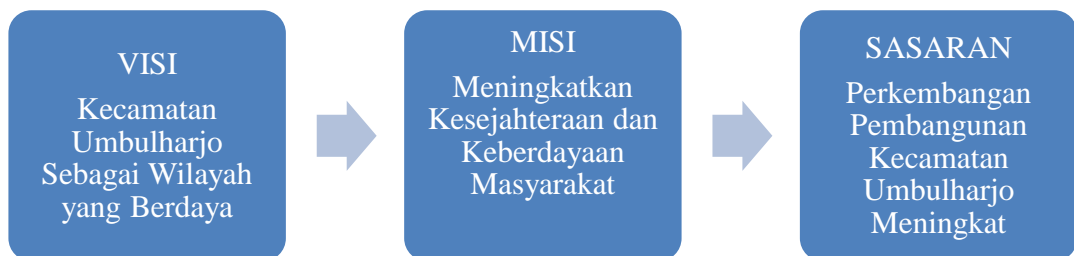 VISI
Kecamatan
Umbulharjo
Sebagai Wilayah
yang Berdaya
MISI
Meningkatkan
Kesejahteraan dan
Keberdayaan
Masyarakat
SASARAN
Perkembangan
Pembangunan
Kecamatan
Umbulharjo
Meningkat